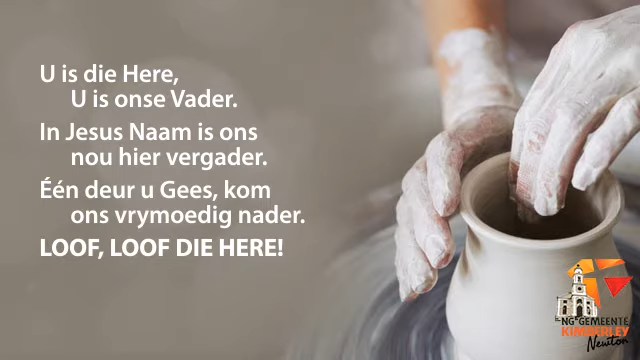 U is die Here,
U is onse Vader.
In Jesus Naam is ons
nou hier vergader.
Één deur u Gees, kom
ons vrymoedig nader.
LOOF, LOOF DIE HERE!
NG GEMEENTE
KIMBERLEY
Newton